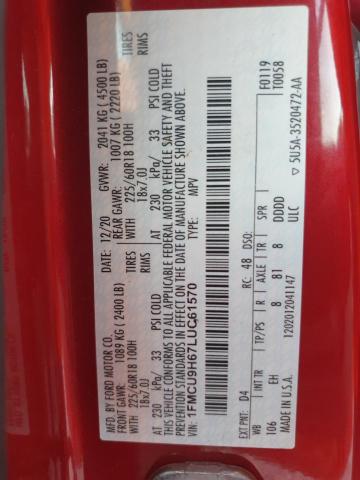 MFD. BY FORD MOTOR CO.
DATE: 12/20 GVWR: 2041 KG ( 4500 LB)
FRONT GAWR: 1089 KG ( 2400 LB) REAR GAWR: 1007 KG ( 2220 LB)
WITH 225/60R18 100H TIRES WITH 225/60R18 100H TIRES
18x7.0J RIMS 18x7.0J RIMS
AT 230 kPa/ 33 PSI COLD AT 230 kPa/ 33 PSI COLD
THIS VEHICLE CONFORMS TO ALL APPLICABLE FEDERAL MOTOR VEHICLE SAFETY AND THEFT
PREVENTION STANDARDS IN EFFECT ON THE DATE OF MANUFACTURE SHOWN ABOVE.
VIN: 1FMCU9H67LUC61570
TYPE: MPV
F0119
T0058
EXT PNT: D4 RC: 48 DSO:
WB INT TR TP/PS R AXLE TR SPR
106 EH 8 81 8 DDDD
MADE IN U.S.A. 1202012041147 ULC
▽ 5U5A-3520472-AA